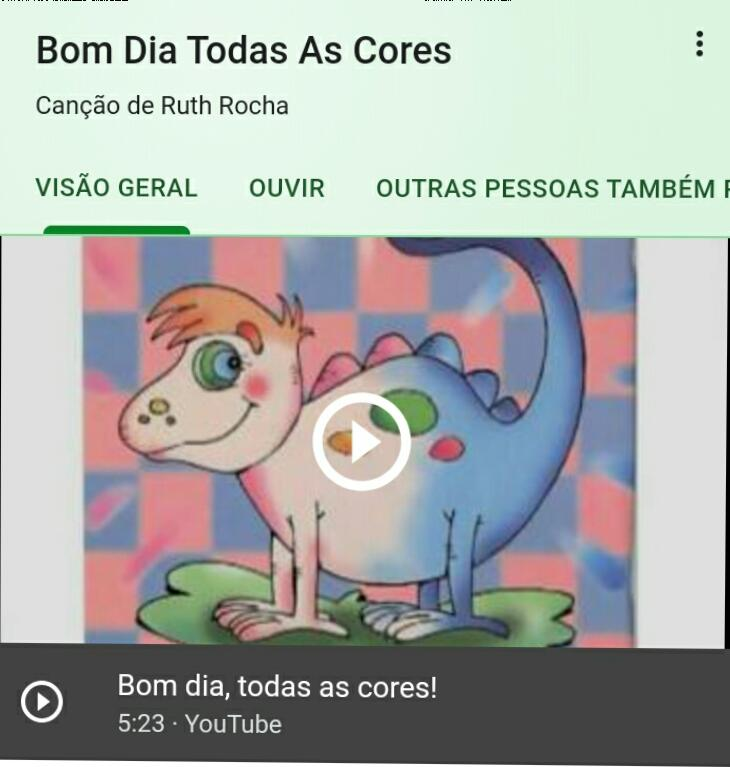 Bom Dia Todas As Cores
Canção de Ruth Rocha
VISÃO GERAL OUVIR OUTRAS PESSOAS TAMBÉM
Bom dia, todas as cores!
5:23 · YouTube